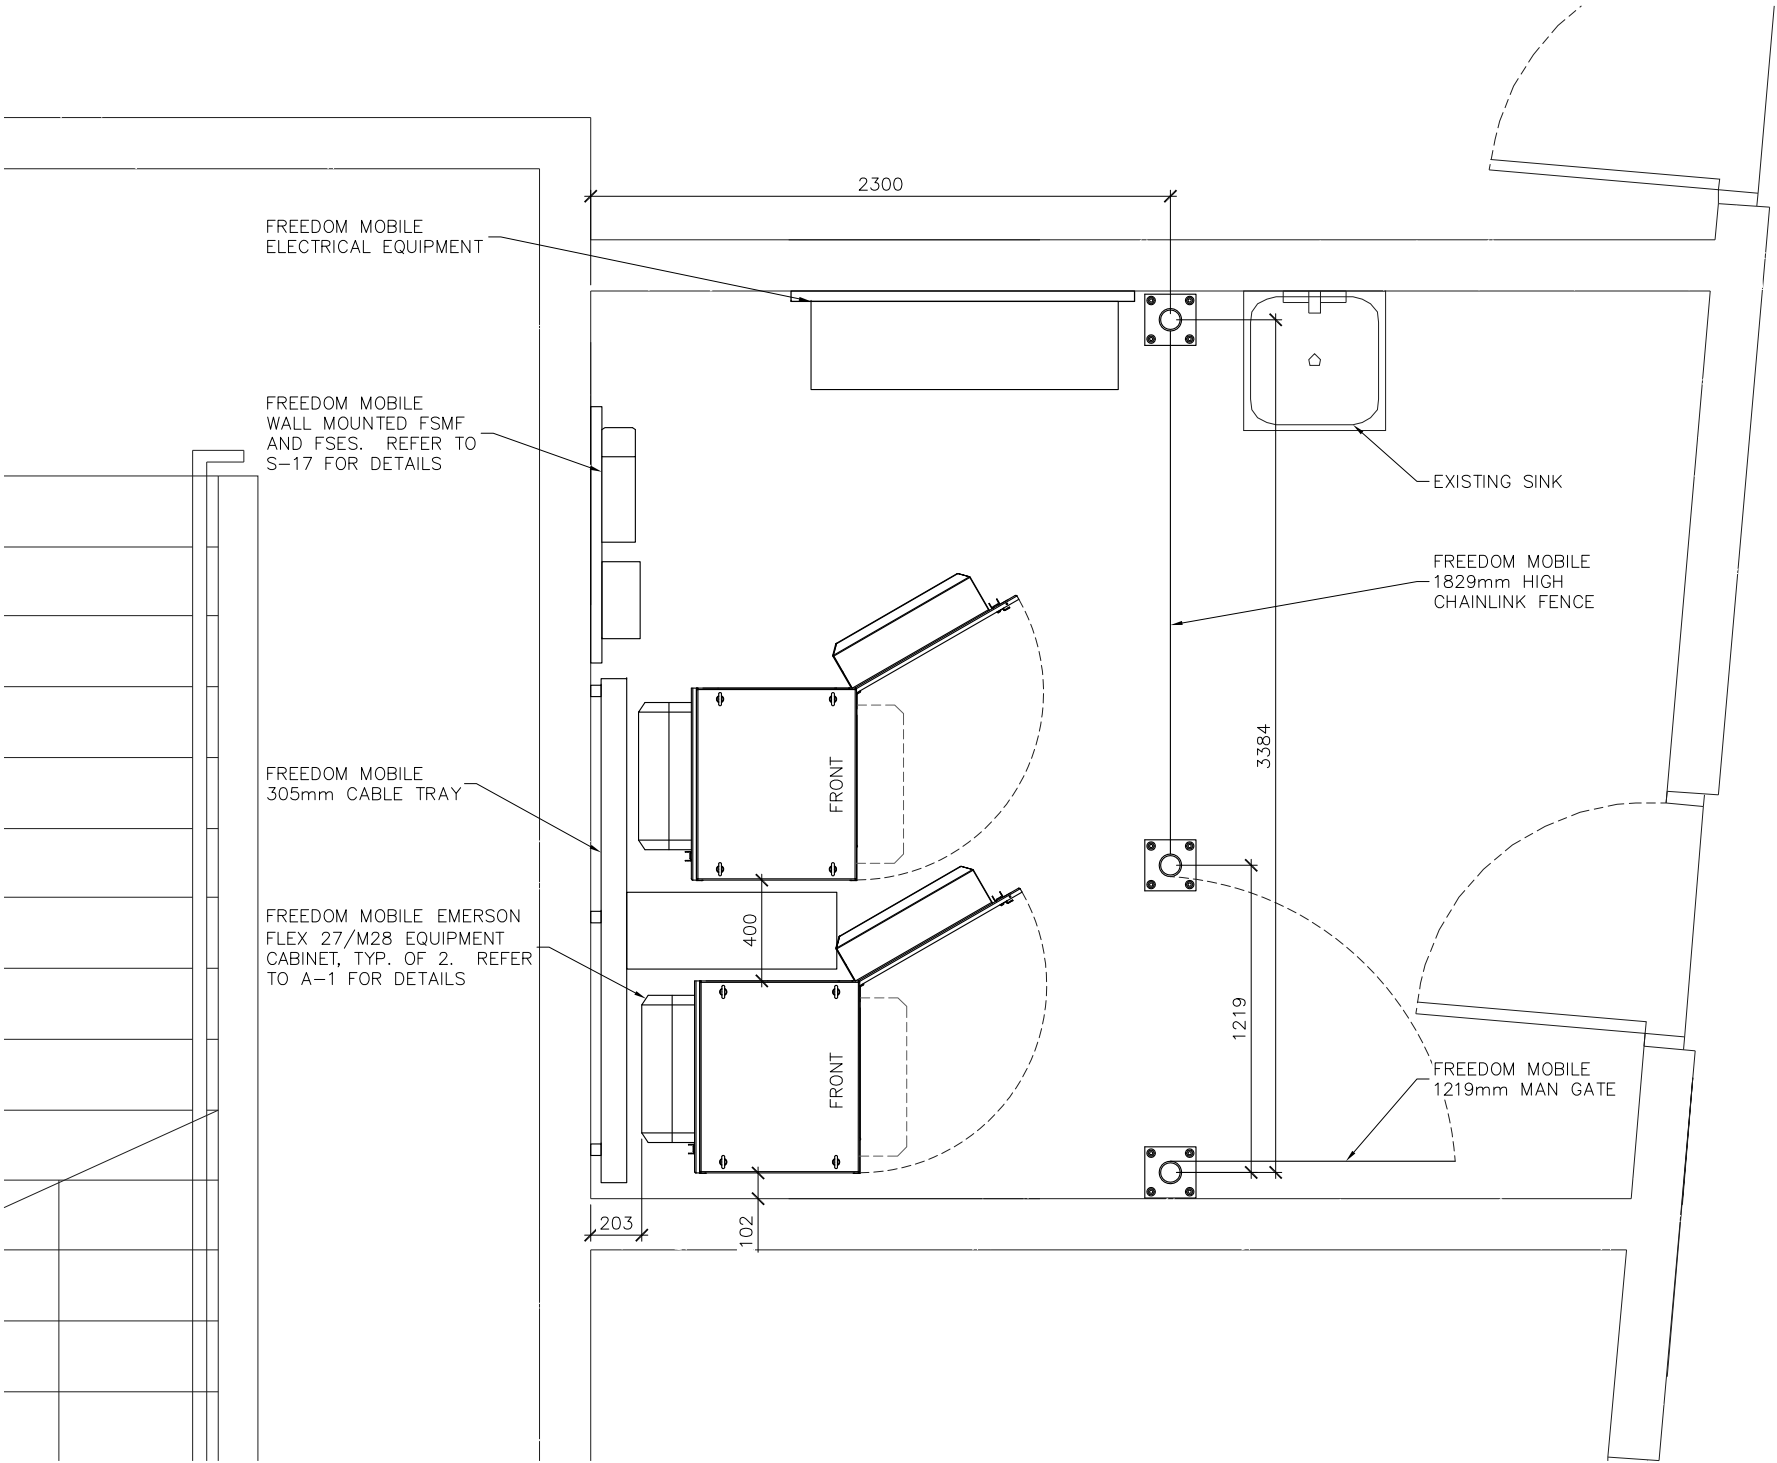 2300
FREEDOM MOBILE
ELECTRICAL EQUIPMENT
FREEDOM MOBILE
WALL MOUNTED FSMF
AND FSES. REFER TO
S-17 FOR DETAILS
EXISTING SINK
FREEDOM MOBILE
1829mm HIGH
CHAINLINK FENCE
3384
FREEDOM MOBILE
305mm CABLE TRAY
FRONT
FREEDOM MOBILE EMERSON
FLEX 27/M28 EQUIPMENT
CABINET, TYP. OF 2. REFER
TO A-1 FOR DETAILS
400
1219
FRONT
FREEDOM MOBILE
1219mm MAN GATE
203
102